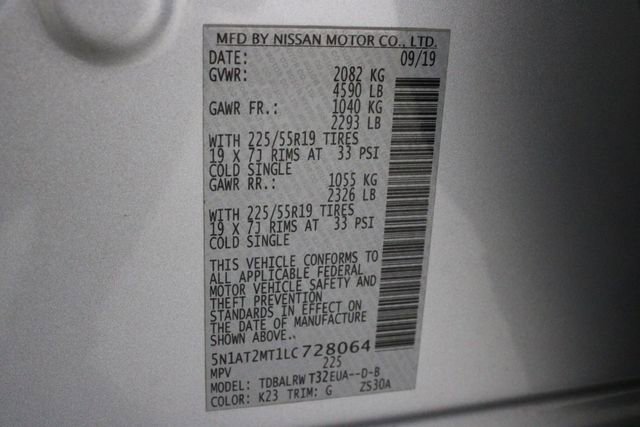 MFD BY NISSAN MOTOR CO., LTD.
DATE: 09/19
GVWR: 2082 KG
4590 LB
GAWR FR.: 1040 KG
2293 LB
WITH 225/55R19 TIRES
19 X 7J RIMS AT 33 PSI
COLD SINGLE
GAWR RR.: 1055 KG
2326 LB
WITH 225/55R19 TIRES
19 X 7J RIMS AT 33 PSI
COLD SINGLE
THIS VEHICLE CONFORMS TO
ALL APPLICABLE FEDERAL
MOTOR VEHICLE SAFETY AND
THEFT PREVENTION
STANDARDS IN EFFECT ON
THE DATE OF MANUFACTURE
SHOWN ABOVE.
5N1AT2MT1LC728064
MPV 225
MODEL: TDBALRWT32EUA--D-B
COLOR: K23 TRIM: G ZS30A